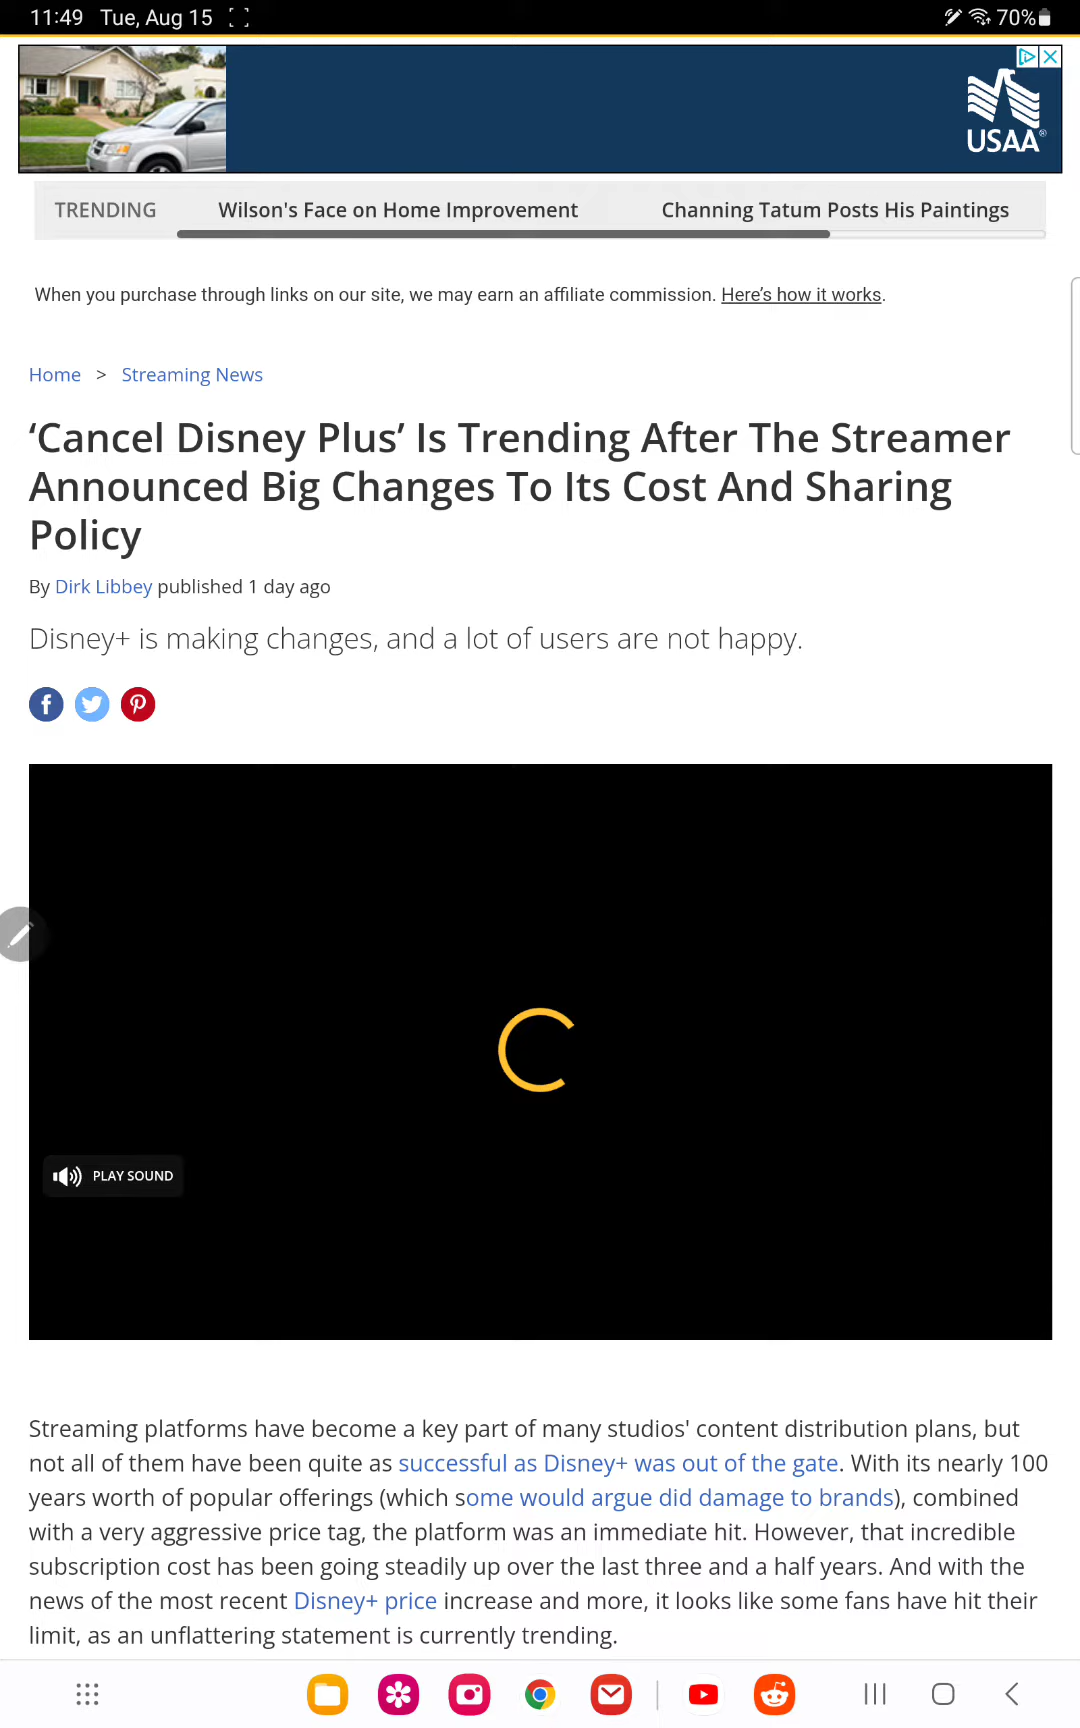 11:49 Tue, Aug 15
70%
USAA®
TRENDING
Wilson's Face on Home Improvement
Channing Tatum Posts His Paintings
When you purchase through links on our site, we may earn an affiliate commission. Here’s how it works.
Home > Streaming News
‘Cancel Disney Plus’ Is Trending After The Streamer
Announced Big Changes To Its Cost And Sharing
Policy
By Dirk Libbey published 1 day ago
Disney+ is making changes, and a lot of users are not happy.
PLAY SOUND
Streaming platforms have become a key part of many studios' content distribution plans, but
not all of them have been quite as successful as Disney+ was out of the gate. With its nearly 100
years worth of popular offerings (which some would argue did damage to brands), combined
with a very aggressive price tag, the platform was an immediate hit. However, that incredible
subscription cost has been going steadily up over the last three and a half years. And with the
news of the most recent Disney+ price increase and more, it looks like some fans have hit their
limit, as an unflattering statement is currently trending.